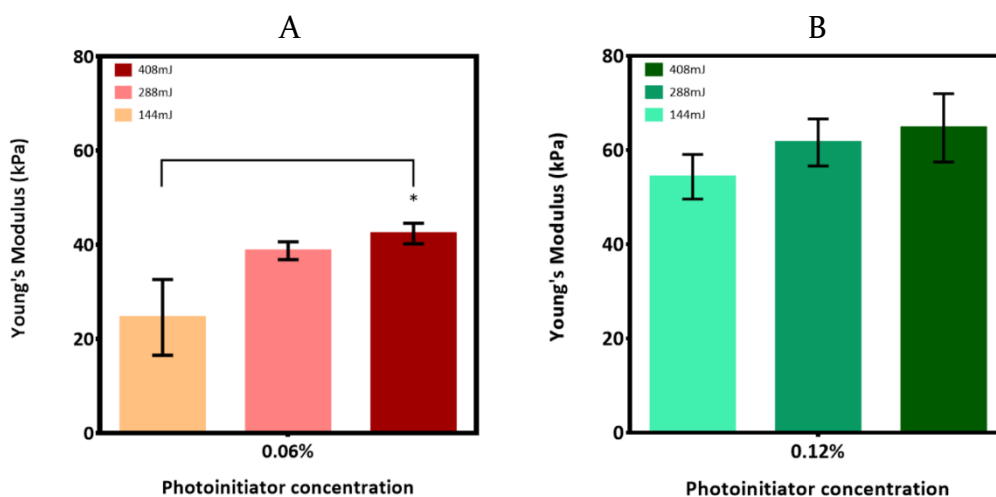 A
80
408mJ
288mJ
144mJ
60
*
40
20
0
Young's Modulus (kPa)
0.06%
Photoinitiator concentration
B
80
408mJ
288mJ
144mJ
60
40
20
0
Young's Modulus (kPa)
0.12%
Photoinitiator concentration